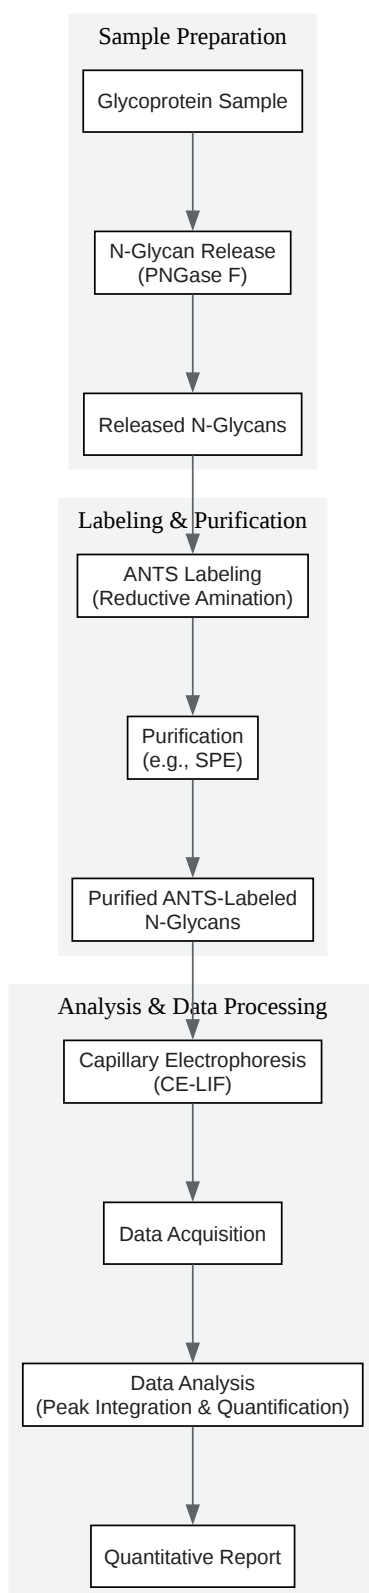 Sample Preparation
Glycoprotein Sample
N-Glycan Release
(PNGase F)
Released N-Glycans
Labeling & Purification
ANTS Labeling
(Reductive Amination)
Purification
(e.g., SPE)
Purified ANTS-Labeled
N-Glycans
Analysis & Data Processing
Capillary Electrophoresis
(CE-LIF)
Data Acquisition
Data Analysis
(Peak Integration & Quantification)
Quantitative Report